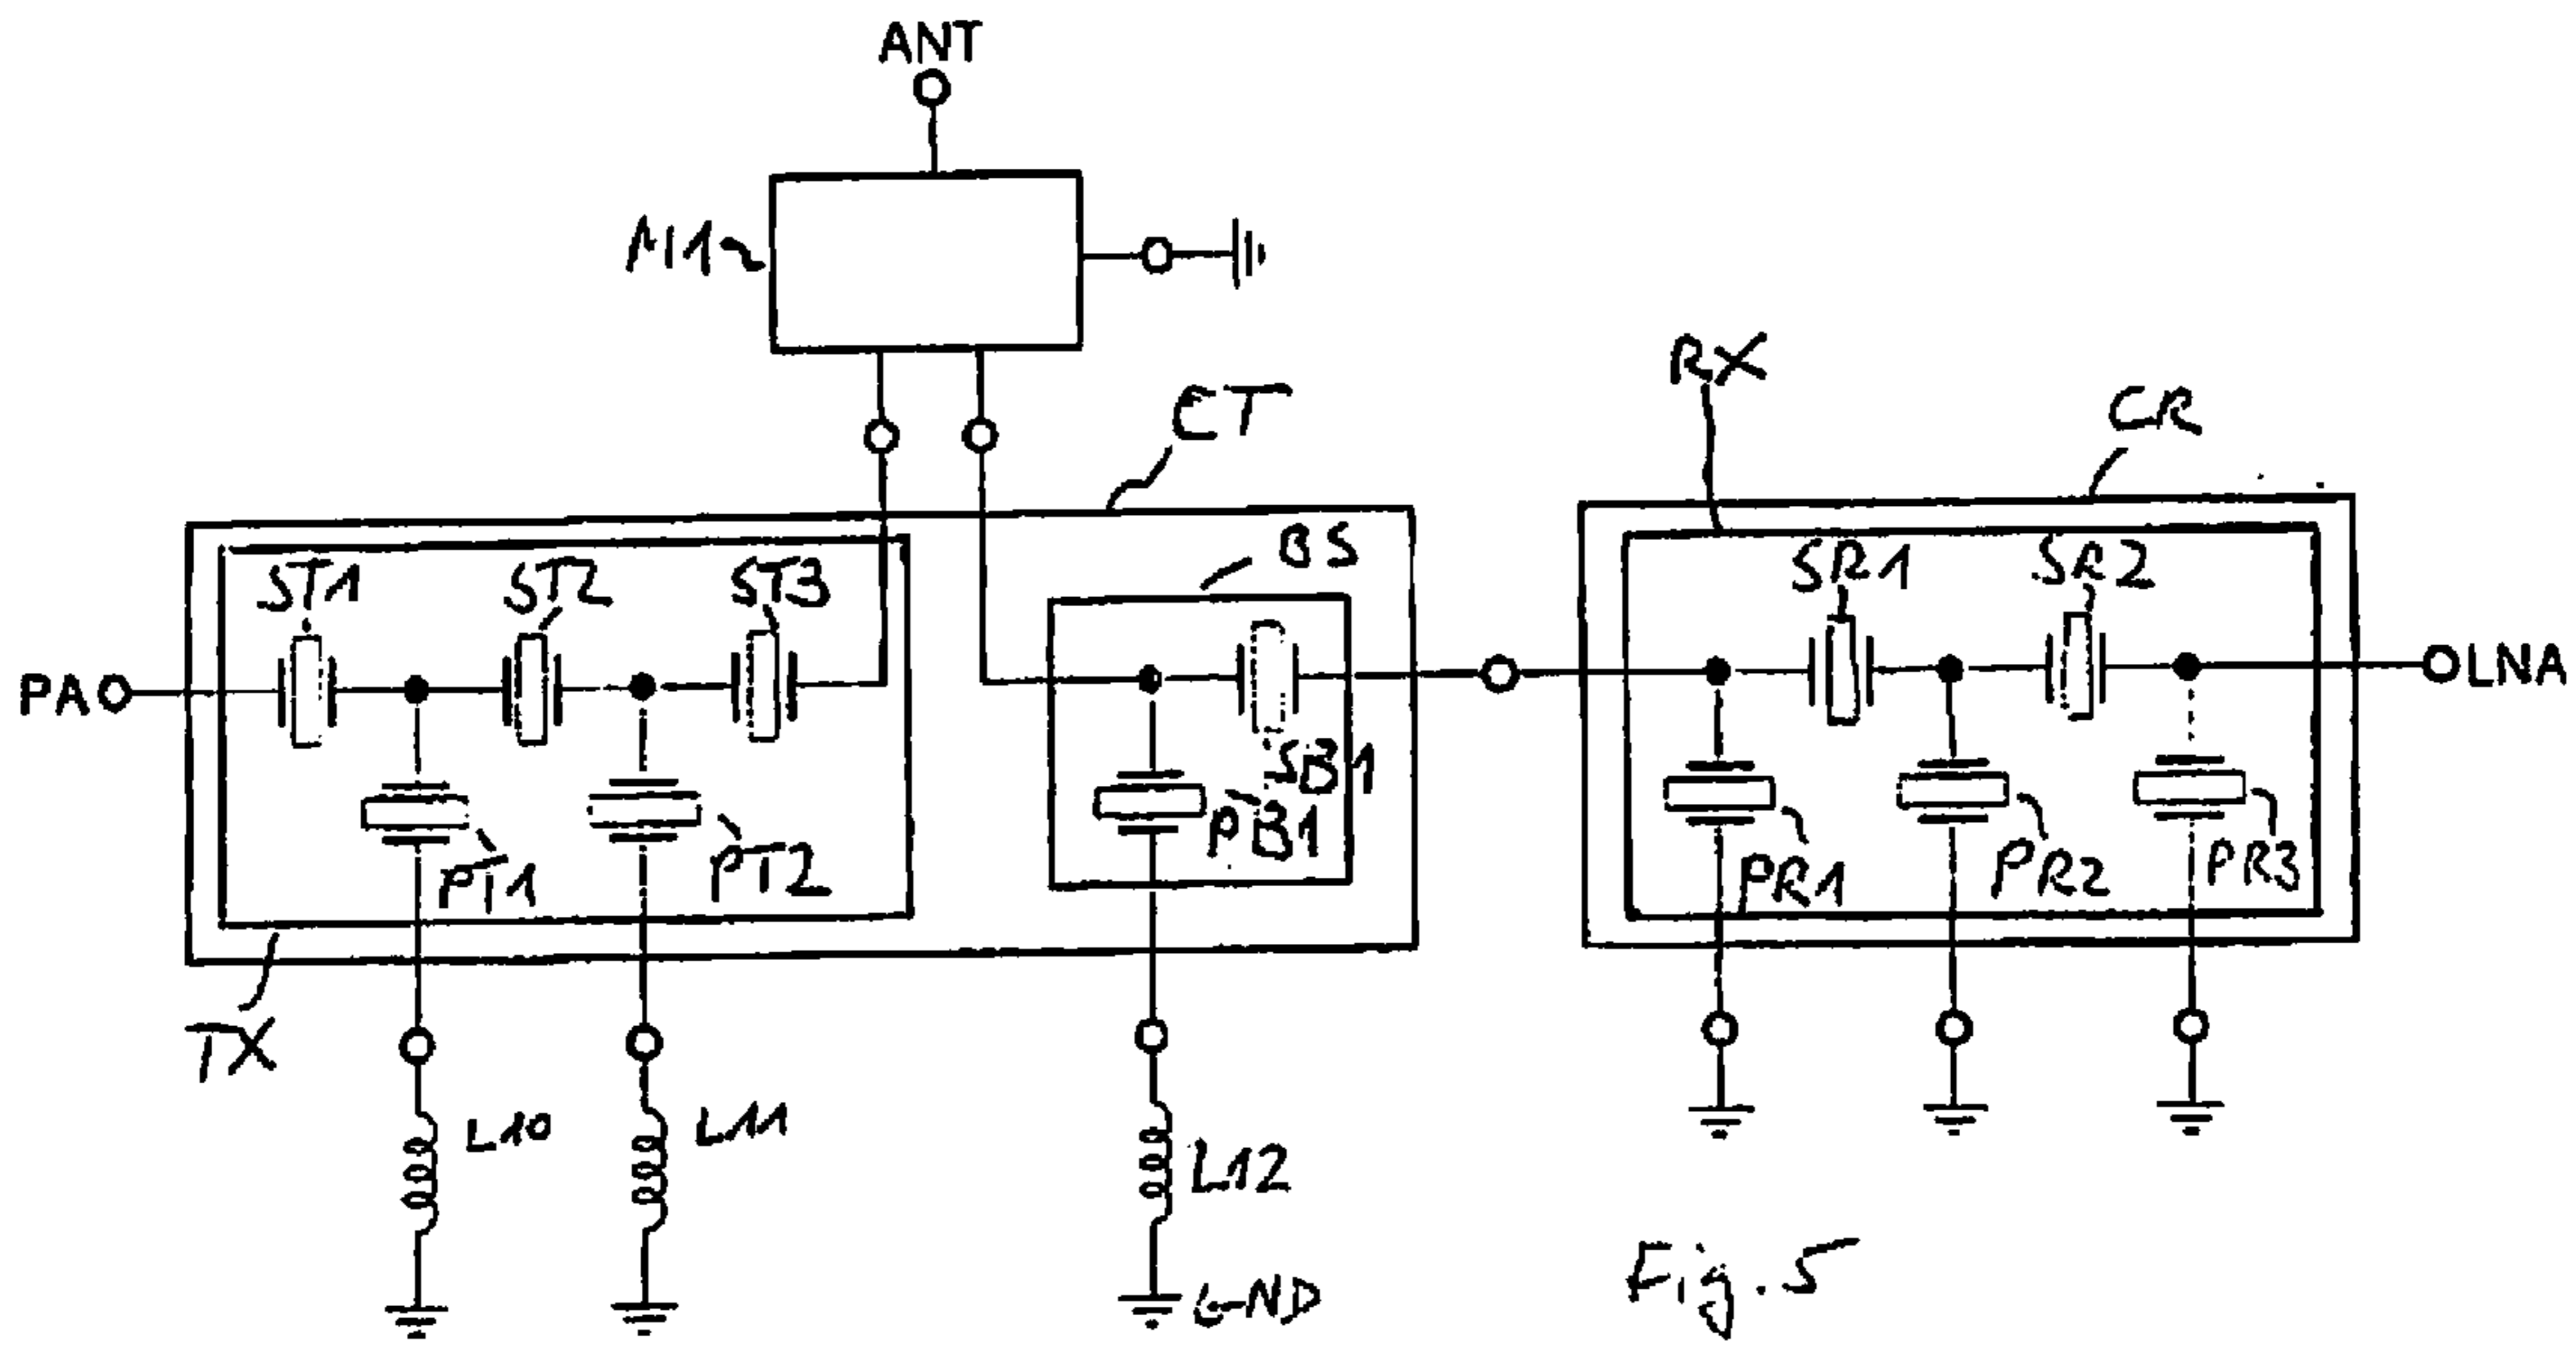 ANT
M1
RX
CT
CR
BS
ST1 ST2 ST3
SR1 SR2
PA
LNA
SB1
PB1
PT1 PT2
PR1 PR2 PR3
TX
L10 L11
L12
GND
Fig. 5